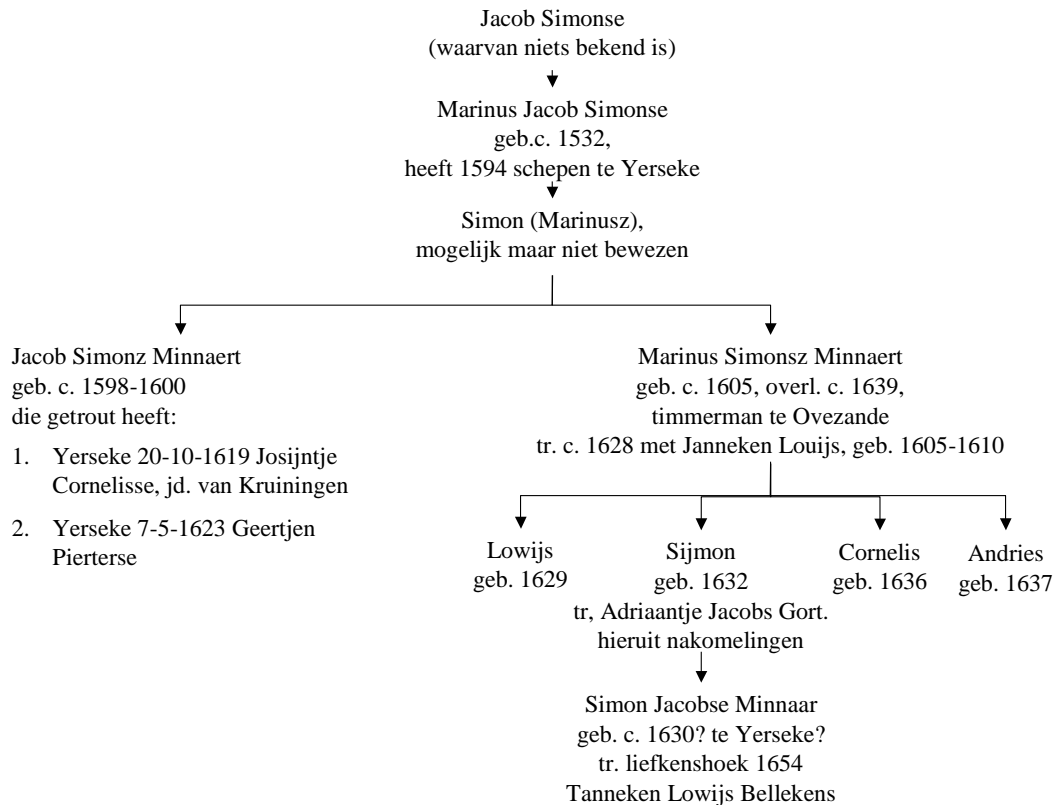 Jacob Simonse
(waarvan niets bekend is)
Marinus Jacob Simonse
geb.c. 1532,
heeft 1594 schepen te Yerseke
Simon (Marinusz),
mogelijk maar niet bewezen
Jacob Simonz Minnaert
geb. c. 1598-1600
die getrout heeft:
1. Yerseke 20-10-1619 Josijntje
Cornelisse, jd. van Kruiningen
2. Yerseke 7-5-1623 Geertjen
Pierterse
Marinus Simonsz Minnaert
geb. c. 1605, overl. c. 1639,
timmerman te Ovezande
tr. c. 1628 met Janneken Louijs, geb. 1605-1610
Lowijs
geb. 1629
Sijmon
geb. 1632
tr, Adriaantje Jacobs Gort.
hieruit nakomelingen
Cornelis
geb. 1636
Andries
geb. 1637
Simon Jacobse Minnaar
geb. c. 1630? te Yerseke?
tr. liefkenshoek 1654
Tanneken Lowijs Bellekens